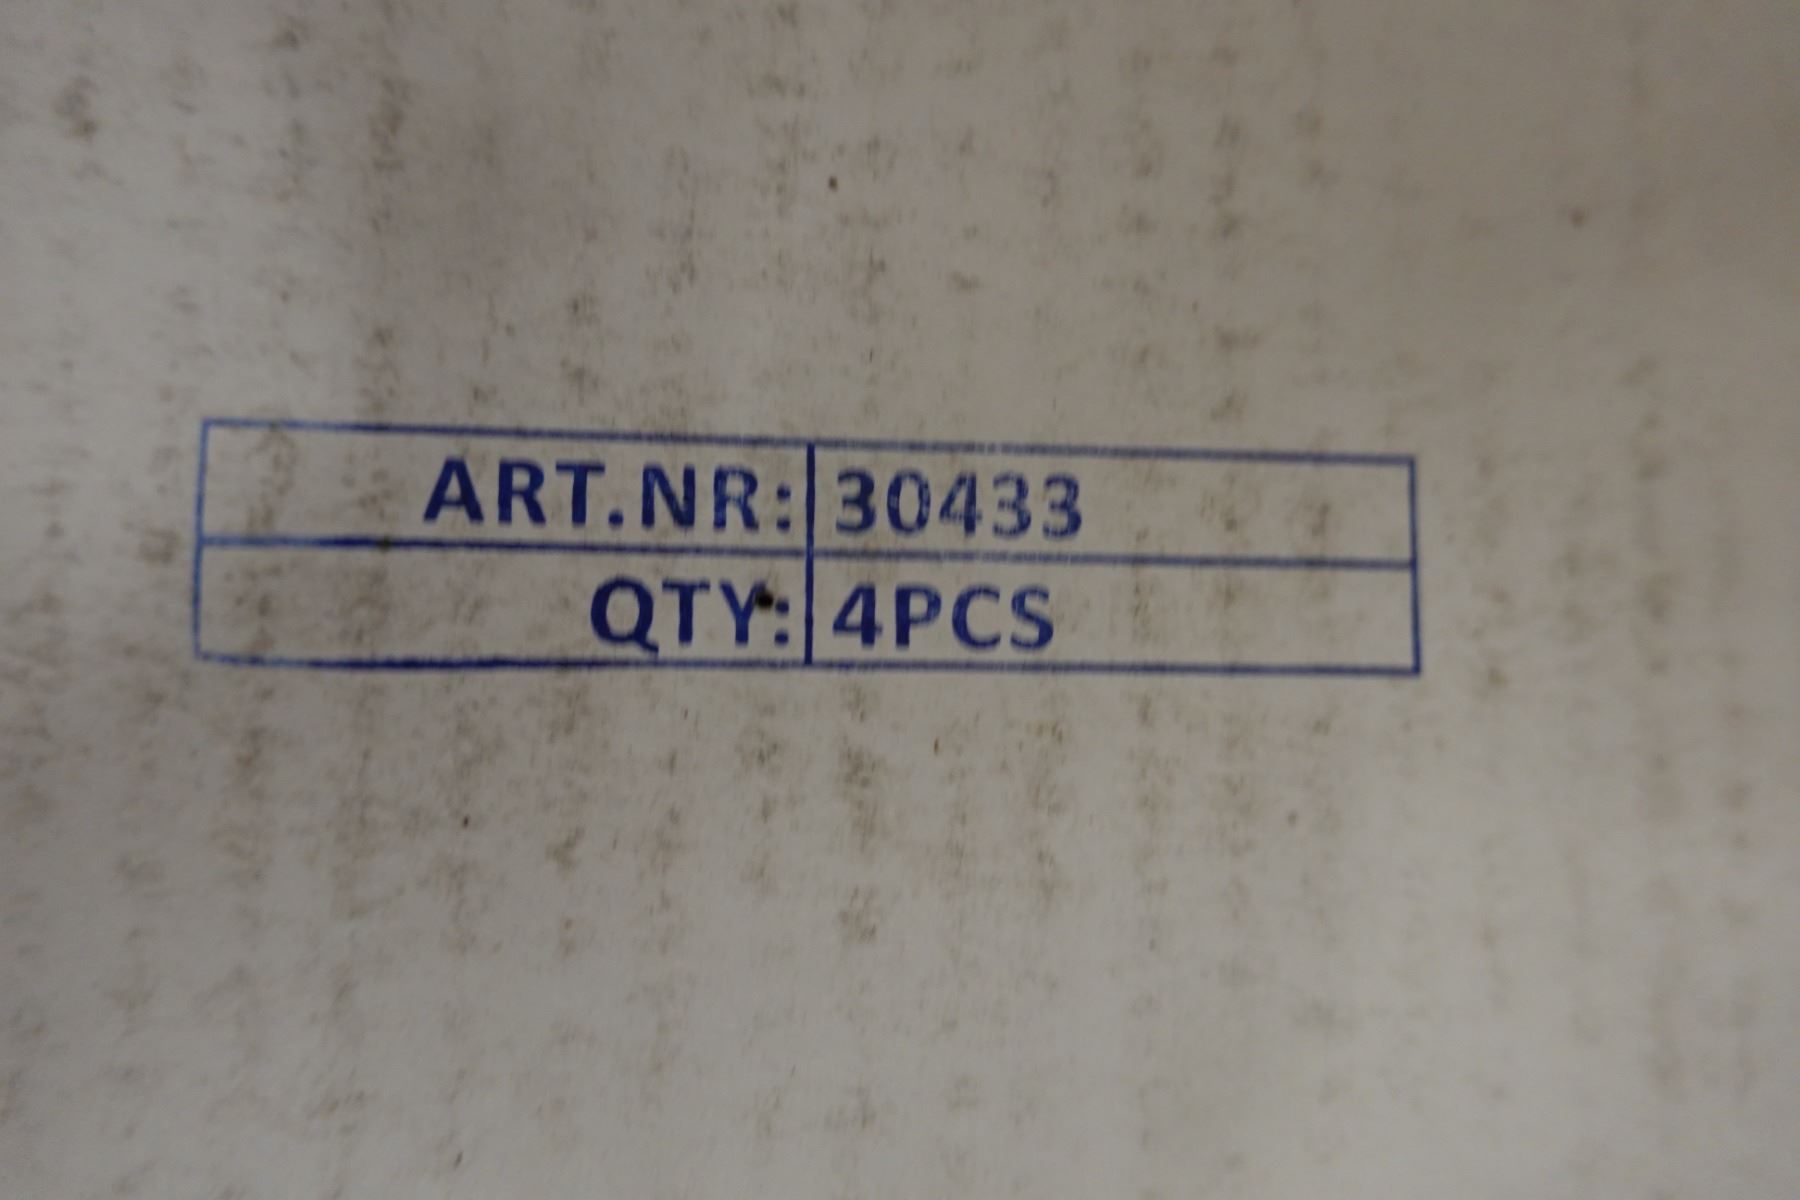 ART.NR: 30433
QTY: 4PCS